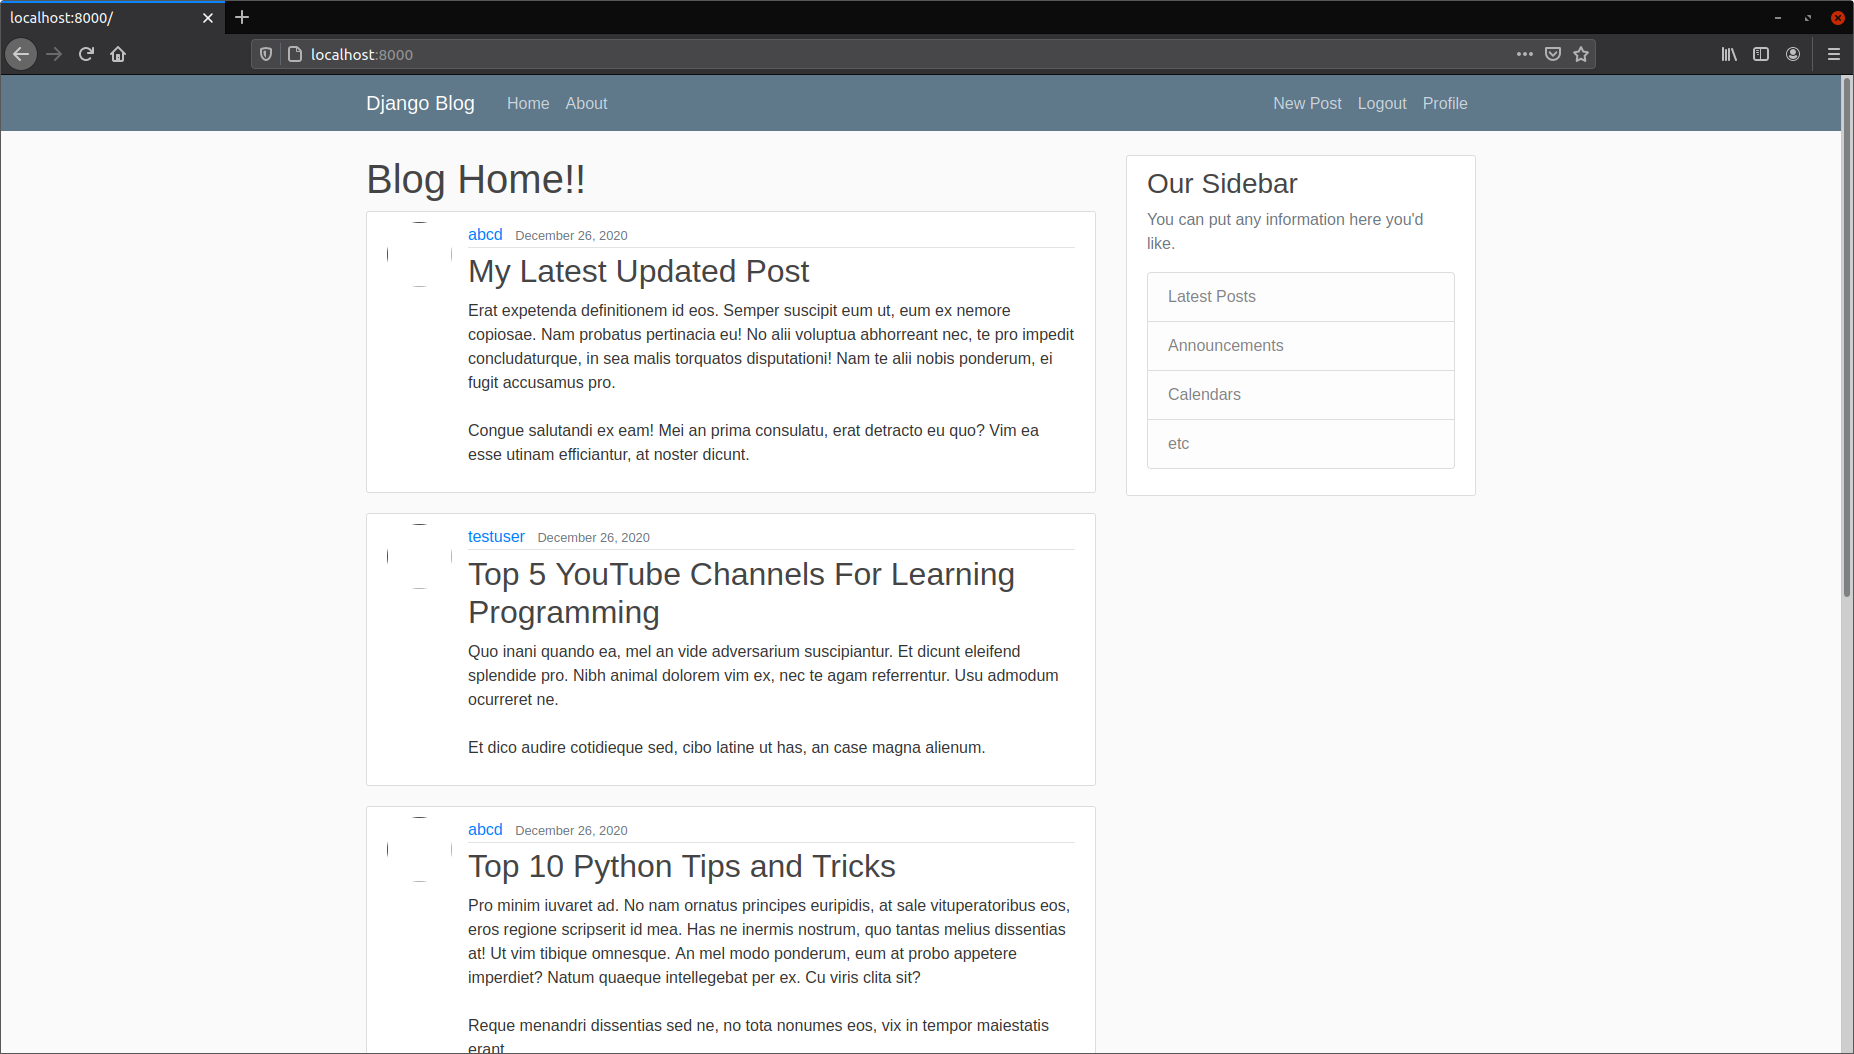 localhost:8000/
localhost:8000
Django Blog Home About New Post Logout Profile
Blog Home!!
abcd December 26, 2020
My Latest Updated Post
Erat expetenda definitionem id eos. Semper suscipit eum ut, eum ex nemore
copiosae. Nam probatus pertinacia eu! No alii voluptua abhorreant nec, te pro impedit
concludaturque, in sea malis torquatos disputationi! Nam te alii nobis ponderum, ei
fugit accusamus pro.
Congue salutandi ex eam! Mei an prima consulatu, erat detracto eu quo? Vim ea
esse utinam efficiantur, at noster dicunt.
testuser December 26, 2020
Top 5 YouTube Channels For Learning
Programming
Quo inani quando ea, mel an vide adversarium suscipiantur. Et dicunt eleifend
splendide pro. Nibh animal dolorem vim ex, nec te agam referrentur. Usu admodum
ocurreret ne.
Et dico audire cotidieque sed, cibo latine ut has, an case magna alienum.
abcd December 26, 2020
Top 10 Python Tips and Tricks
Pro minim iuvaret ad. No nam ornatus principes euripidis, at sale vituperatoribus eos,
eros regione scripserit id mea. Has ne inermis nostrum, quo tantas melius dissentias
at! Ut vim tibique omnesque. An mel modo ponderum, eum at probo appetere
imperdiet? Natum quaeque intellegebat per ex. Cu viris clita sit?
Reque menandri dissentias sed ne, no tota nonumes eos, vix in tempor maiestatis
erant
Our Sidebar
You can put any information here you'd
like.
Latest Posts
Announcements
Calendars
etc